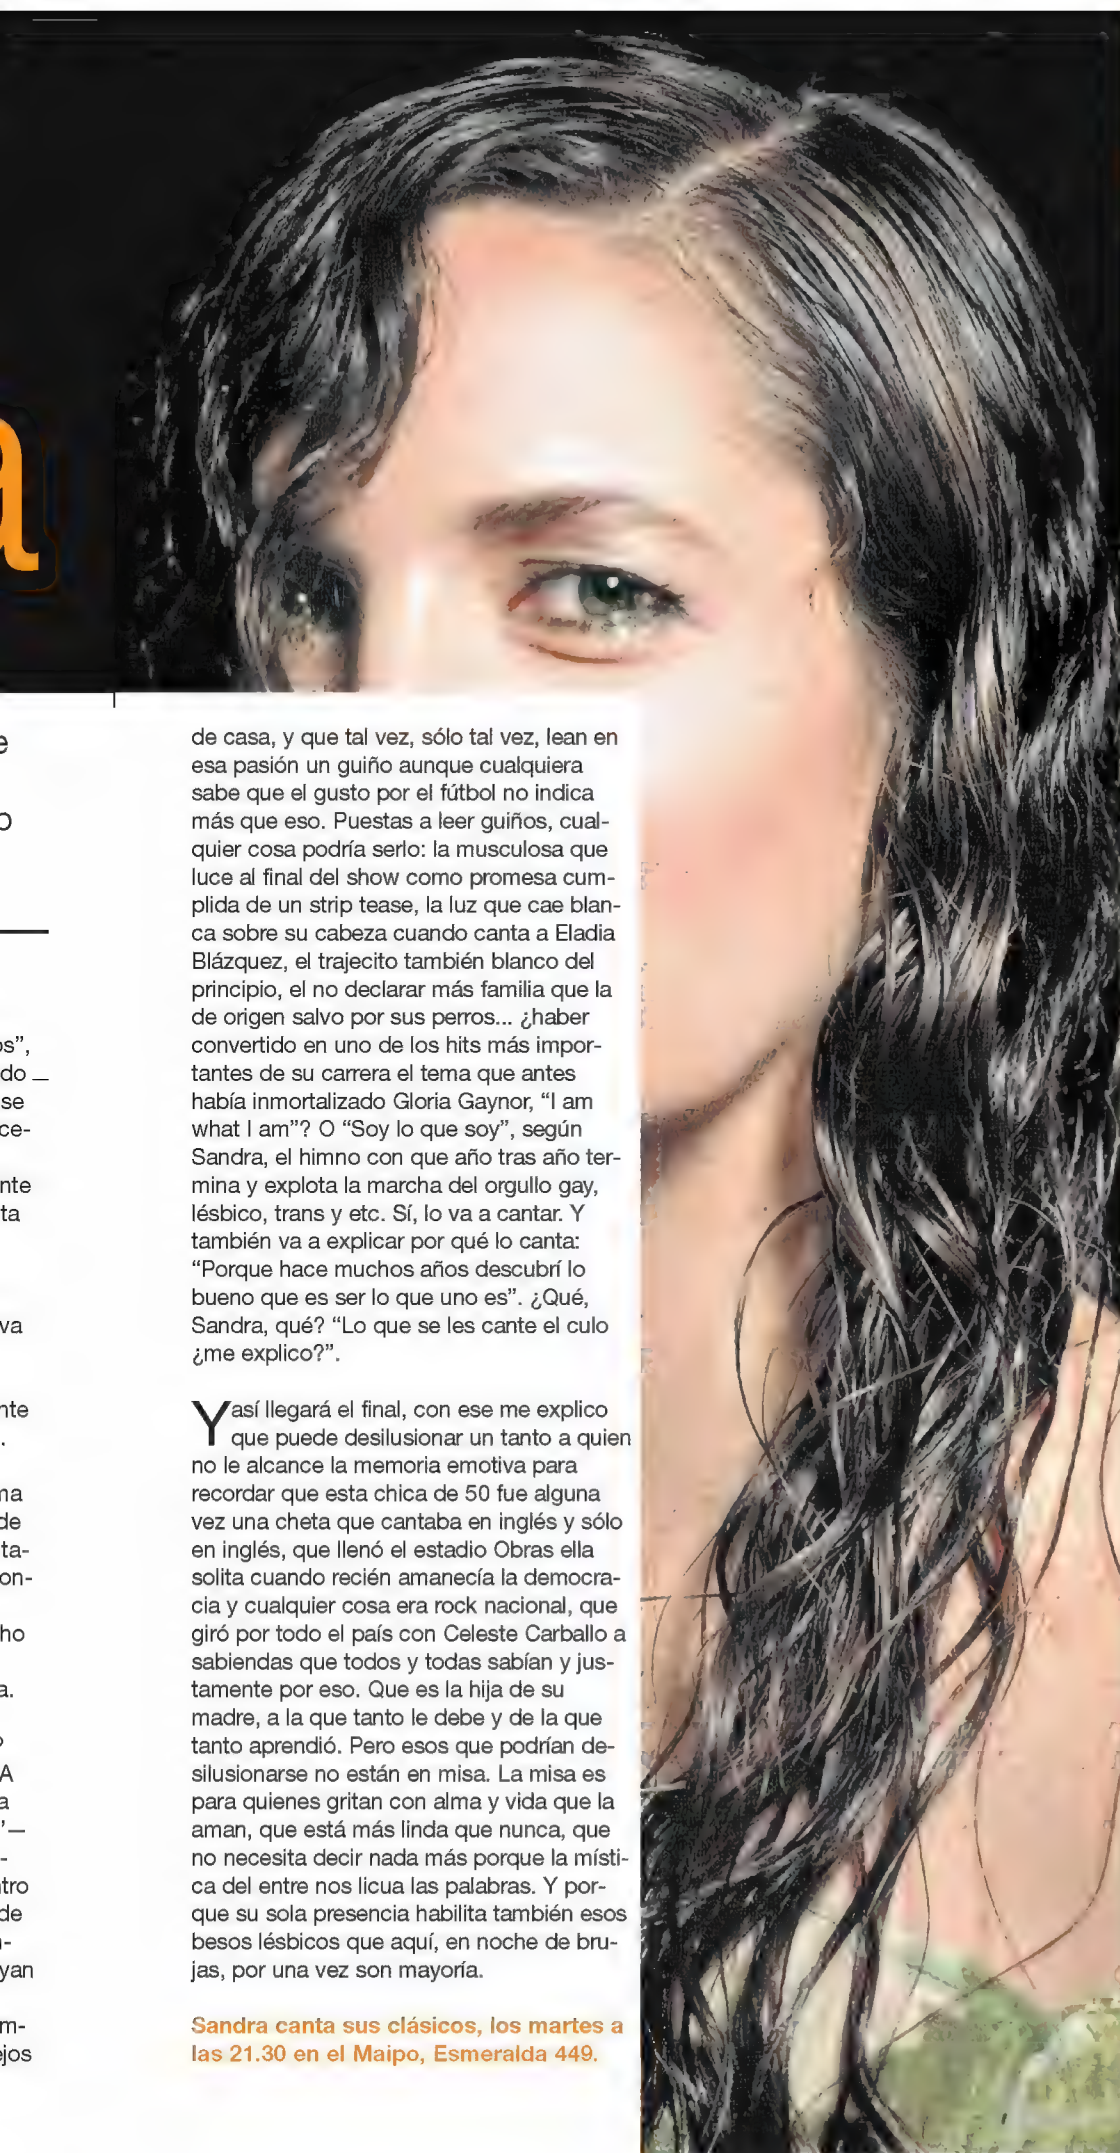 a
e
o
os”,
do —
se
ce-
nte
ta
va
nte
.
ma
de
ta-
on-
ho
a.
?
A
a
”—
-
tro
de
-
yan
m-
ejos
de casa, y que tal vez, sólo tal vez, lean en
esa pasión un guiño aunque cualquiera
sabe que el gusto por el fútbol no indica
más que eso. Puestas a leer guiños, cual-
quier cosa podría serlo: la musculosa que
luce al final del show como promesa cum-
plida de un strip tease, la luz que cae blan-
ca sobre su cabeza cuando canta a Eladia
Blázquez, el trajecito también blanco del
principio, el no declarar más familia que la
de origen salvo por sus perros... ¿haber
convertido en uno de los hits más impor-
tantes de su carrera el tema que antes
había inmortalizado Gloria Gaynor, “I am
what I am”? O “Soy lo que soy”, según
Sandra, el himno con que año tras año ter-
mina y explota la marcha del orgullo gay,
lésbico, trans y etc. Sí, lo va a cantar. Y
también va a explicar por qué lo canta:
“Porque hace muchos años descubrí lo
bueno que es ser lo que uno es”. ¿Qué,
Sandra, qué? “Lo que se les cante el culo
¿me explico?”.
Y así llegará el final, con ese me explico
que puede desilusionar un tanto a quien
no le alcance la memoria emotiva para
recordar que esta chica de 50 fue alguna
vez una cheta que cantaba en inglés y sólo
en inglés, que llenó el estadio Obras ella
solita cuando recién amanecía la democra-
cia y cualquier cosa era rock nacional, que
giró por todo el país con Celeste Carballo a
sabiendas que todos y todas sabían y jus-
tamente por eso. Que es la hija de su
madre, a la que tanto le debe y de la que
tanto aprendió. Pero esos que podrían de-
silusionarse no están en misa. La misa es
para quienes gritan con alma y vida que la
aman, que está más linda que nunca, que
no necesita decir nada más porque la místi-
ca del entre nos licua las palabras. Y por-
que su sola presencia habilita también esos
besos lésbicos que aquí, en noche de bru-
jas, por una vez son mayoría.
Sandra canta sus clásicos, los martes a
las 21.30 en el Maipo, Esmeralda 449.